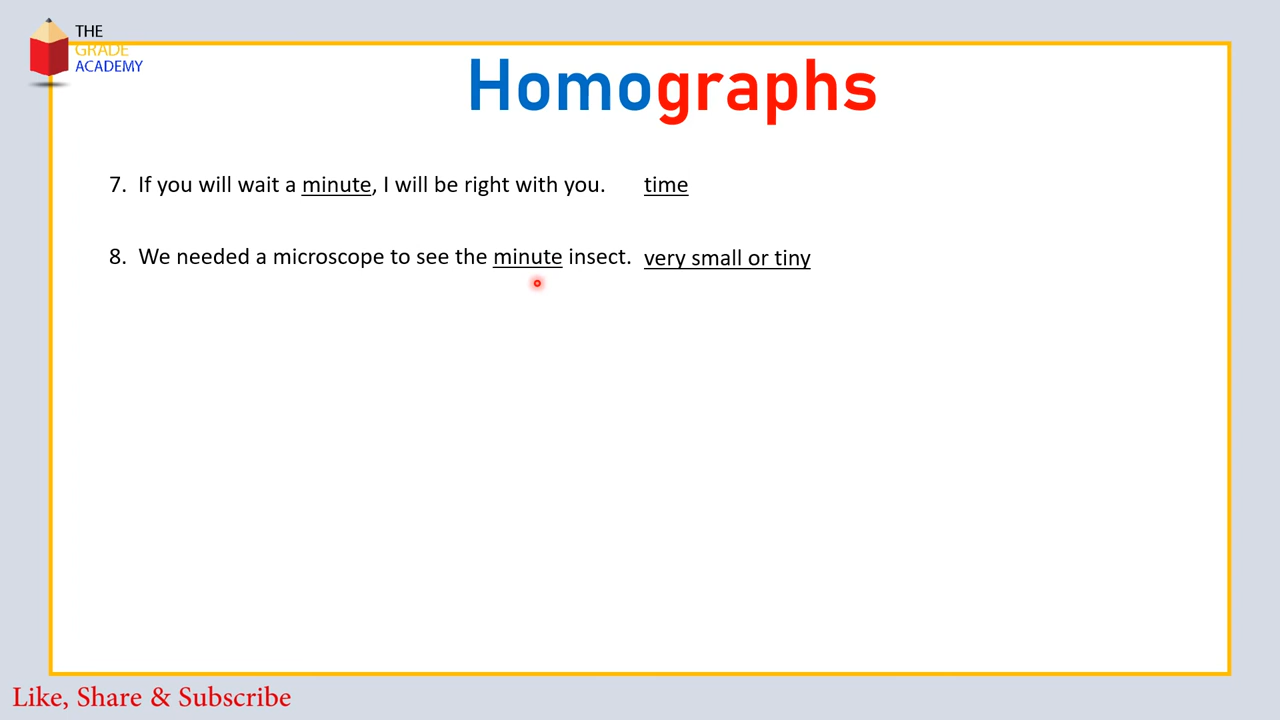 THE
GRADE
ACADEMY
Homographs
7. If you will wait a minute, I will be right with you. time
8. We needed a microscope to see the minute insect. very small or tiny
Like, Share & Subscribe